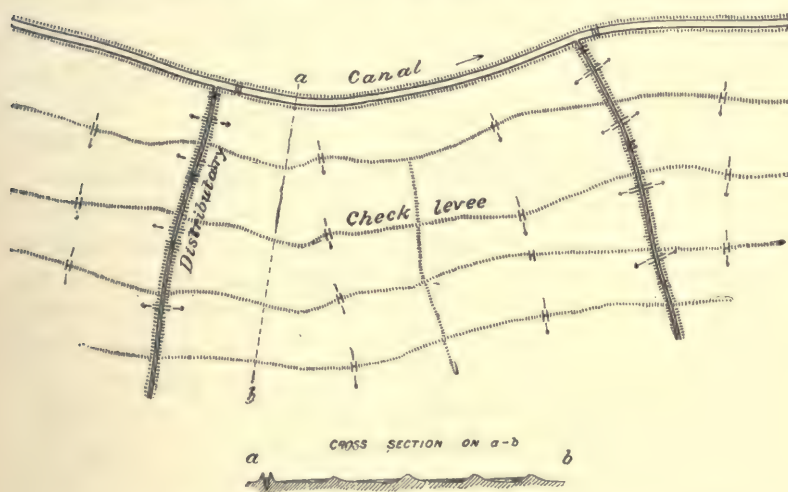 Canal
a
Distributary
Check levee
b
CROSS SECTION ON a-b
a b